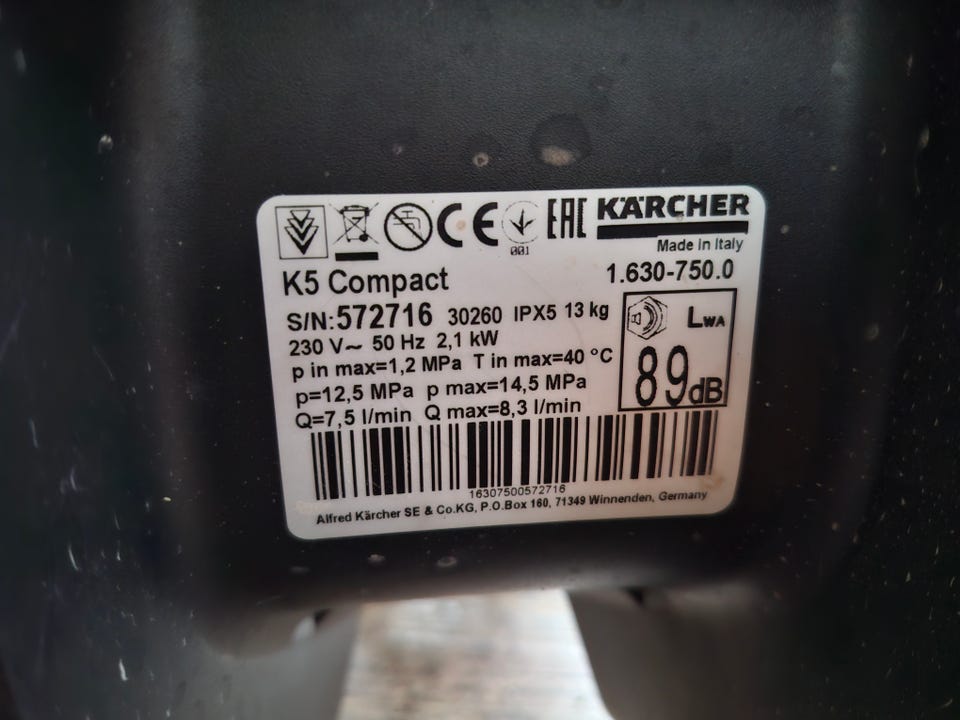 CE EAC KÄRCHER
001
Made in Italy
K5 Compact 1.630-750.0
S/N:572716 30260 IPX5 13 kg
230 V~ 50 Hz 2,1 kW
p in max=1,2 MPa T in max=40 °C
p=12,5 MPa p max=14,5 MPa
Q=7,5 l/min Q max=8,3 l/min
LWA
89dB
16307500572716
Alfred Kärcher SE & Co.KG, P.O.Box 160, 71349 Winnenden, Germany